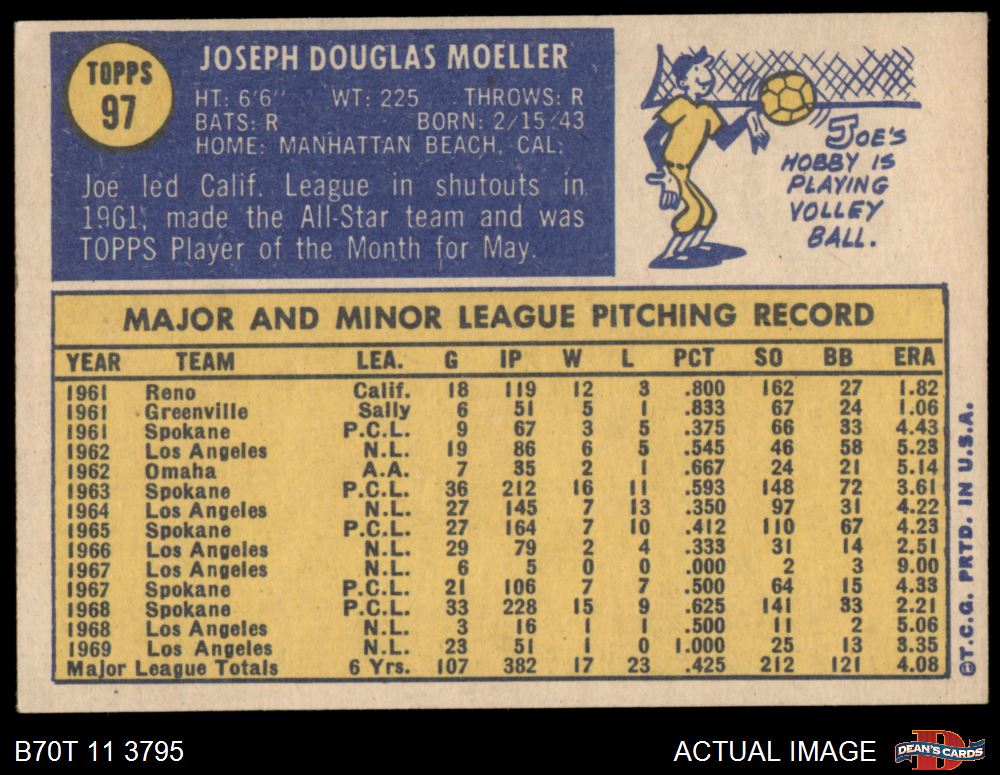 TOPPS
97
JOSEPH DOUGLAS MOELLER
HT: 6'6" WT: 225 THROWS: R
BATS: R BORN: 2/15/43
HOME: MANHATTAN BEACH, CAL.
Joe led Calif. League in shutouts in
1961, made the All-Star team and was
TOPPS Player of the Month for May.
JOE'S
HOBBY IS
PLAYING
VOLLEY
BALL.
MAJOR AND MINOR LEAGUE PITCHING RECORD
YEAR TEAM LEA. G IP W L PCT SO BB ERA
1961 Reno Calif. 18 119 12 3 .800 162 27 1.82
1961 Greenville Sally 6 51 5 1 .833 67 24 1.06
1961 Spokane P.C.L. 9 67 3 5 .375 66 33 4.43
1962 Los Angeles N.L. 19 86 6 5 .545 46 58 5.23
1962 Omaha A.A. 7 35 2 1 .667 24 21 5.14
1963 Spokane P.C.L. 36 212 16 11 .593 148 72 3.61
1964 Los Angeles N.L. 27 145 7 13 .350 97 31 4.22
1965 Spokane P.C.L. 27 164 7 10 .412 110 67 4.23
1966 Los Angeles N.L. 29 79 2 4 .333 31 14 2.51
1967 Los Angeles N.L. 6 5 0 0 .000 2 3 9.00
1967 Spokane P.C.L. 21 106 7 7 .500 64 15 4.33
1968 Spokane P.C.L. 33 228 15 9 .625 141 33 2.21
1968 Los Angeles N.L. 3 16 1 1 .500 11 2 5.06
1969 Los Angeles N.L. 23 51 1 0 1.000 25 13 3.35
Major League Totals 6 Yrs. 107 382 17 23 .425 212 121 4.08
©T.C.G. PRTD. IN U.S.A.
B70T 11 3795
ACTUAL IMAGE
DEAN'S CARDS